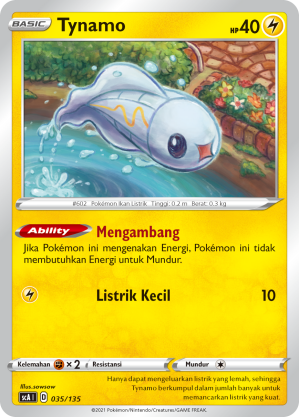 BASIC Tynamo HP40
#602 Pokémon Ikan Listrik Tinggi: 0.2 m Berat: 0.3 kg
Ability Mengambang
Jika Pokémon ini mengenakan Energi, Pokémon ini tidak
membutuhkan Energi untuk Mundur.
Listrik Kecil 10
Kelemahan ×2 Resistansi Mundur
Illus.sowsow
Hanya dapat mengeluarkan listrik yang lemah, sehingga
Tynamo berkumpul dalam jumlah banyak untuk
memancarkan listrik yang kuat.
scA I D 035/135
©2021 Pokémon/Nintendo/Creatures/GAME FREAK.